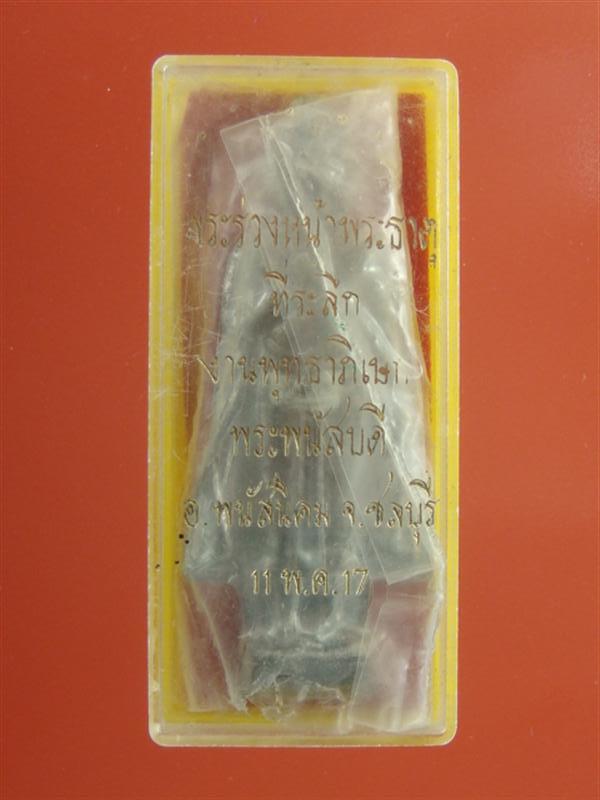 พระร่วงหน้าพระธาตุ
ที่ระลึก
งานพุทธาภิเษก
พระพนัสบดี
อ.พนัสนิคม จ.ชลบุรี
11 พ.ค.17